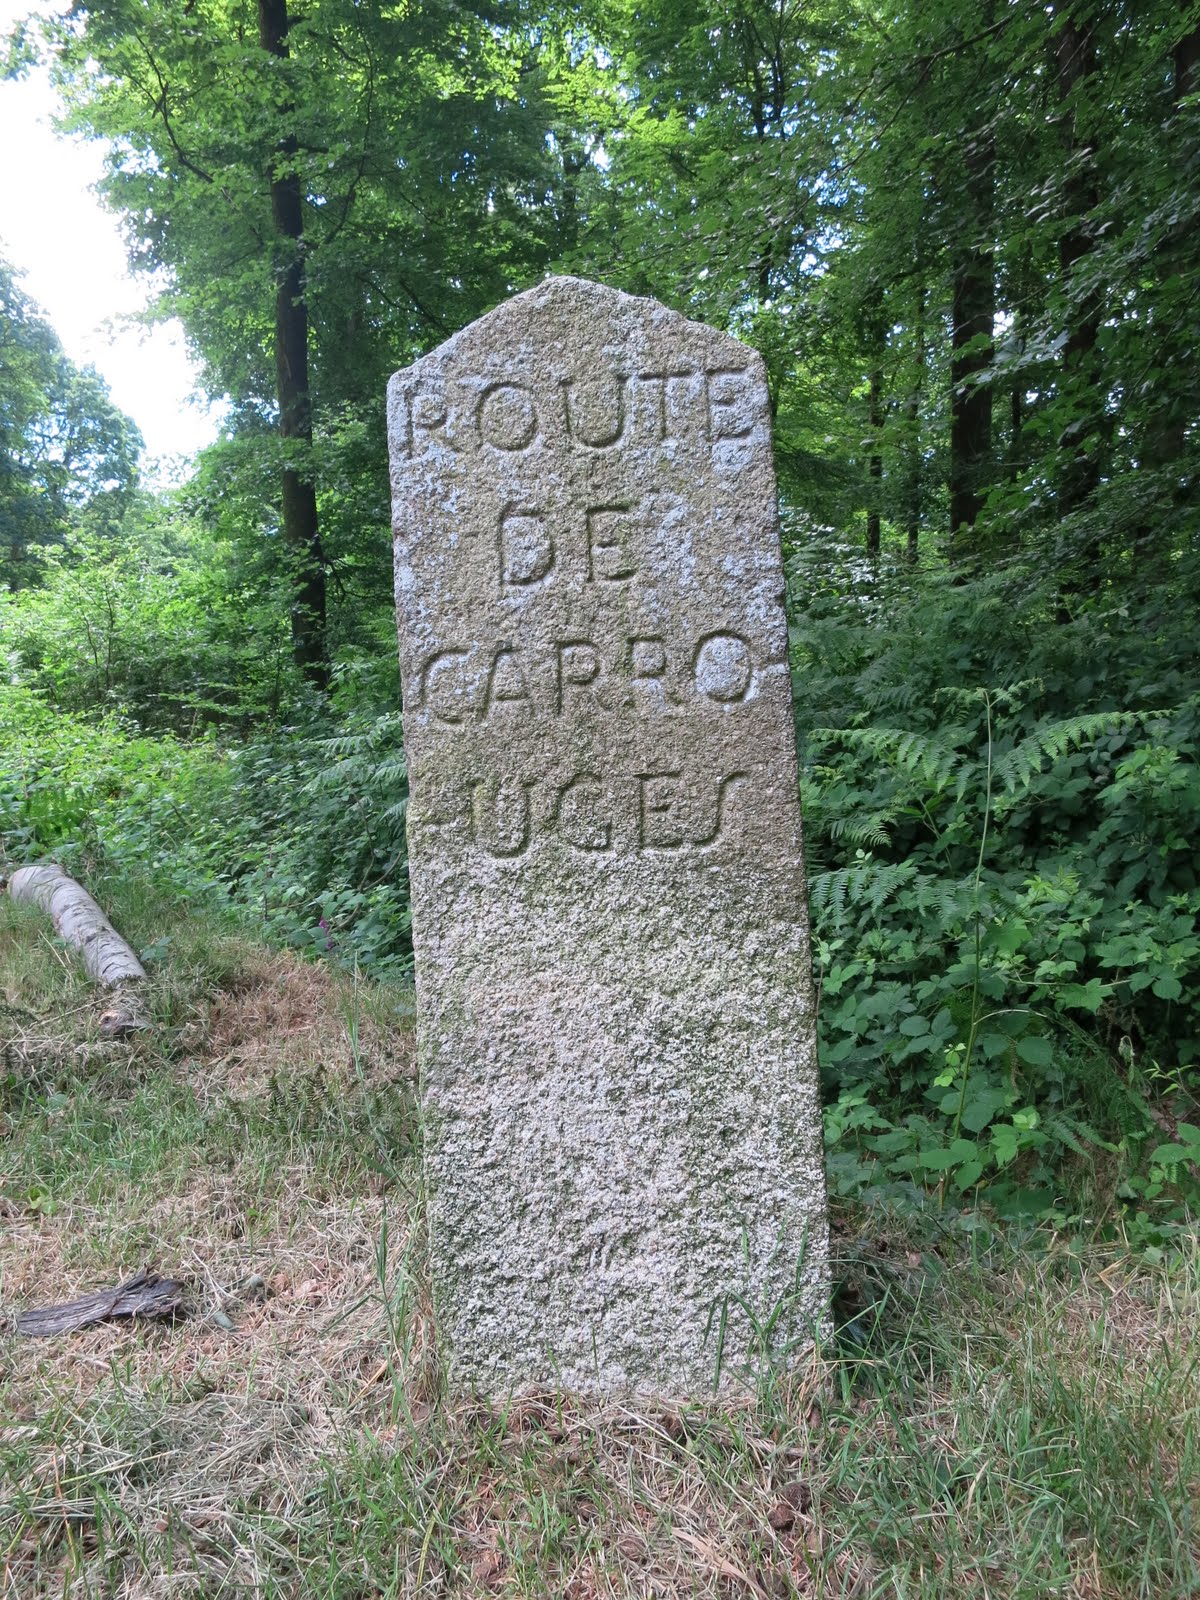 ROUTE
DE
CARRO
UGES